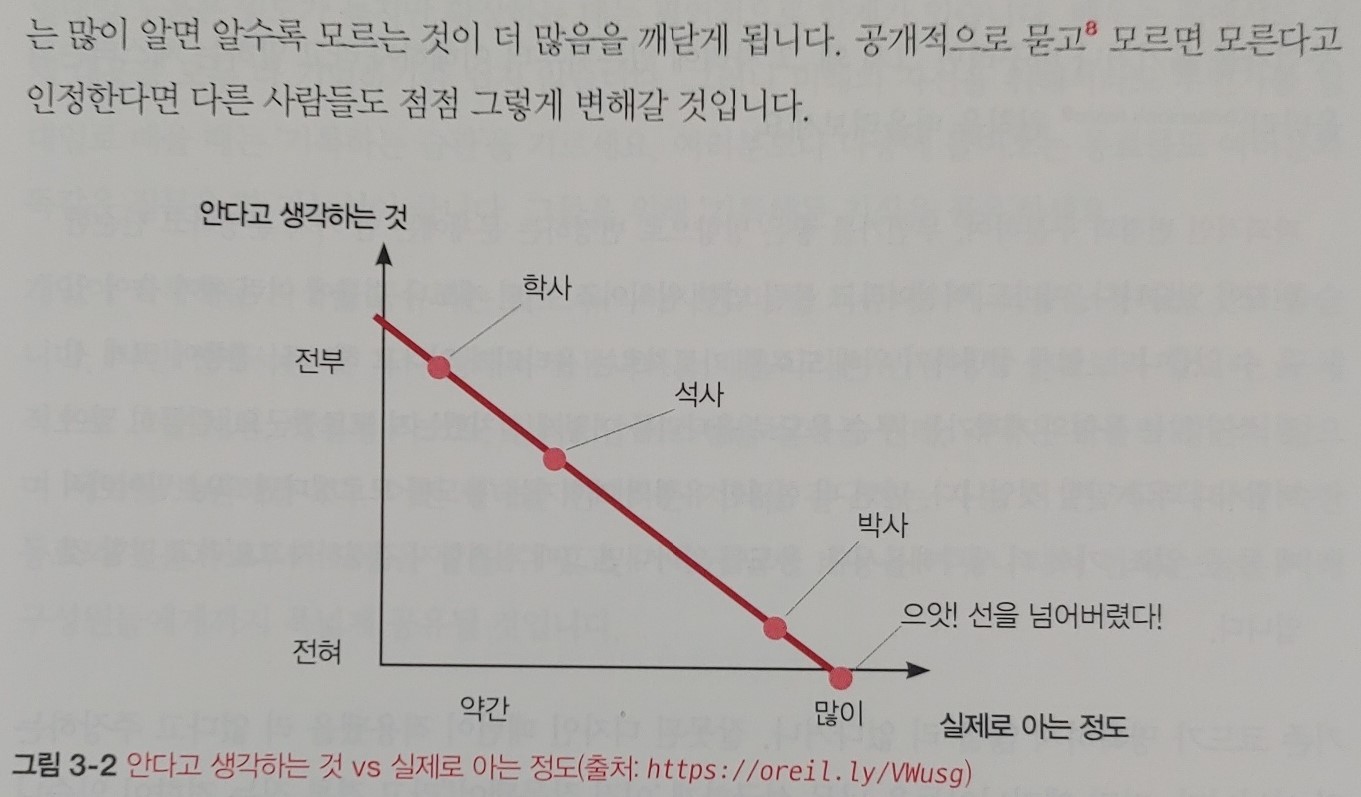 는 많이 알면 알수록 모르는 것이 더 많음을 깨닫게 됩니다. 공개적으로 묻고8 모르면 모른다고
인정한다면 다른 사람들도 점점 그렇게 변해갈 것입니다.
안다고 생각하는 것
학사
전부
석사
박사
으앗! 선을 넘어버렸다!
전혀
약간
많이
실제로 아는 정도
그림 3-2 안다고 생각하는 것 vs 실제로 아는 정도(출처: https://oreil.ly/VWusg)